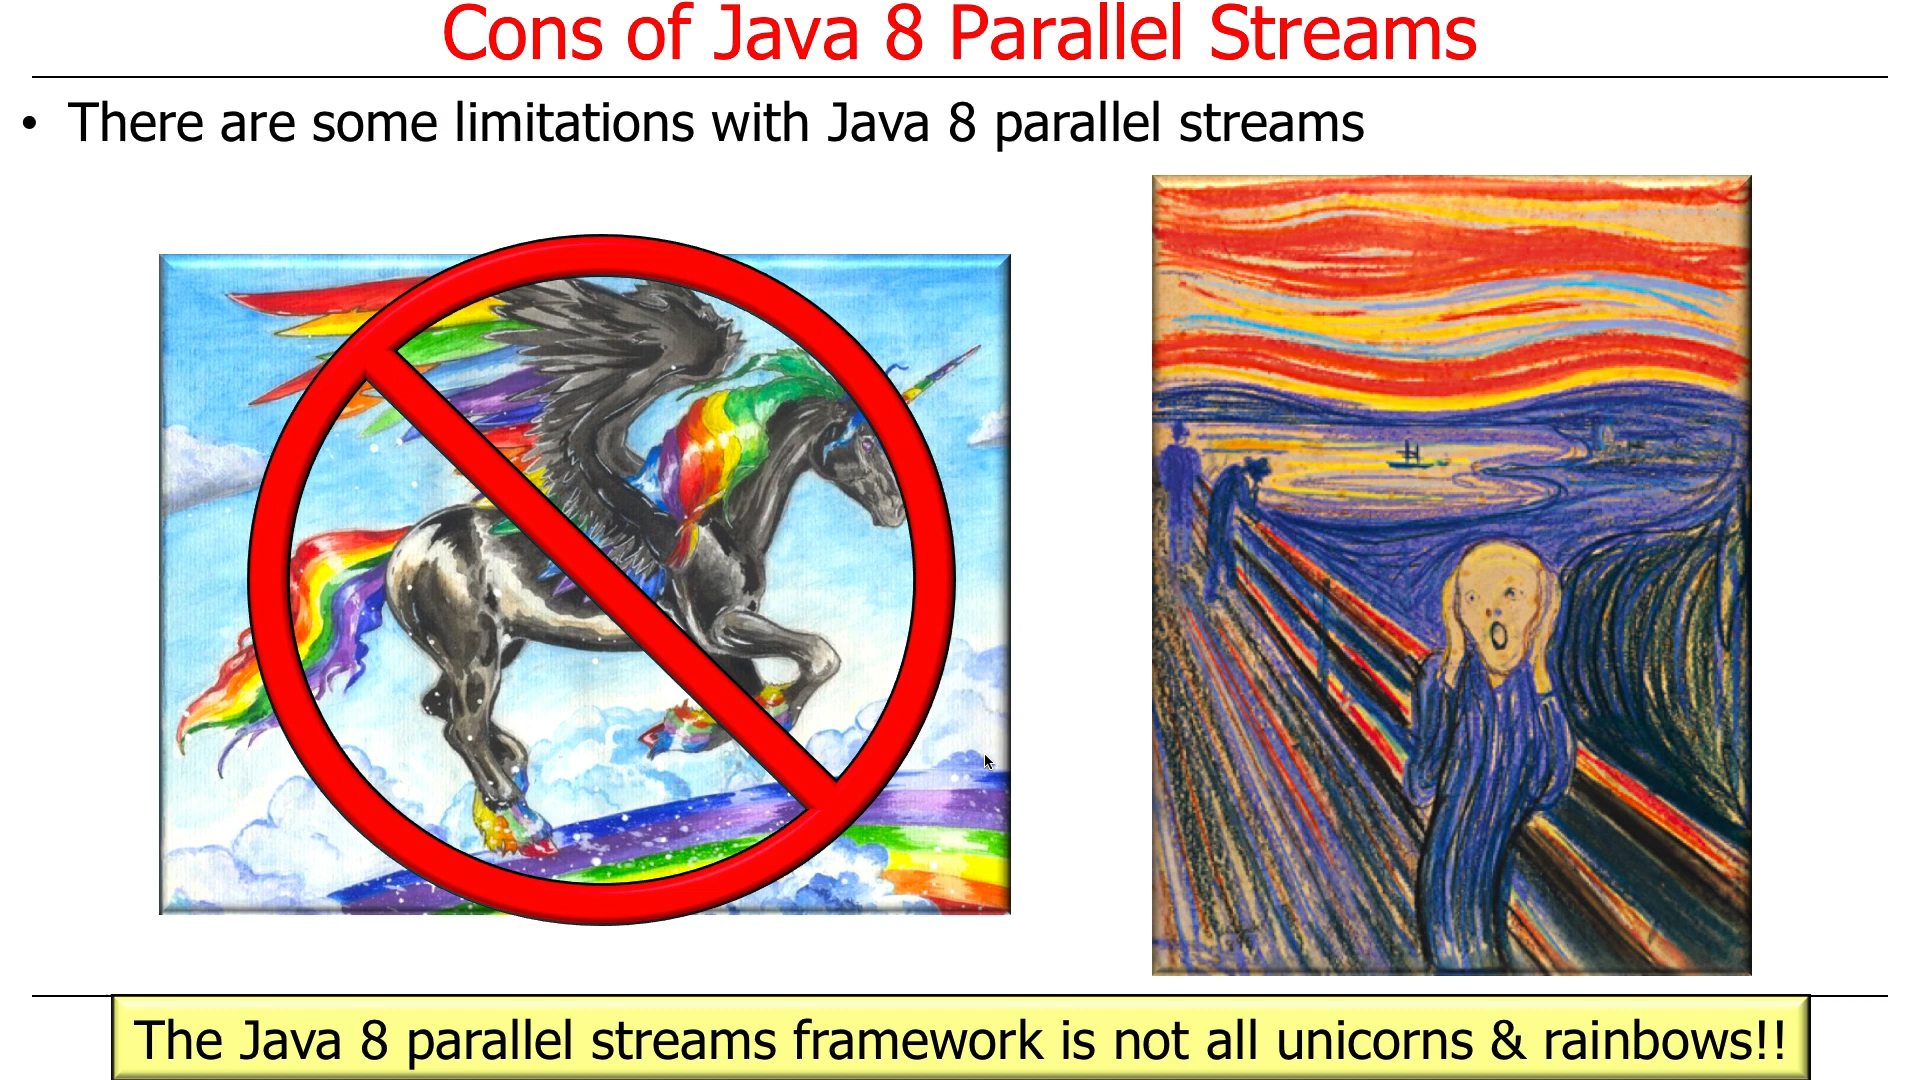 Cons of Java 8 Parallel Streams
• There are some limitations with Java 8 parallel streams
The Java 8 parallel streams framework is not all unicorns & rainbows!!